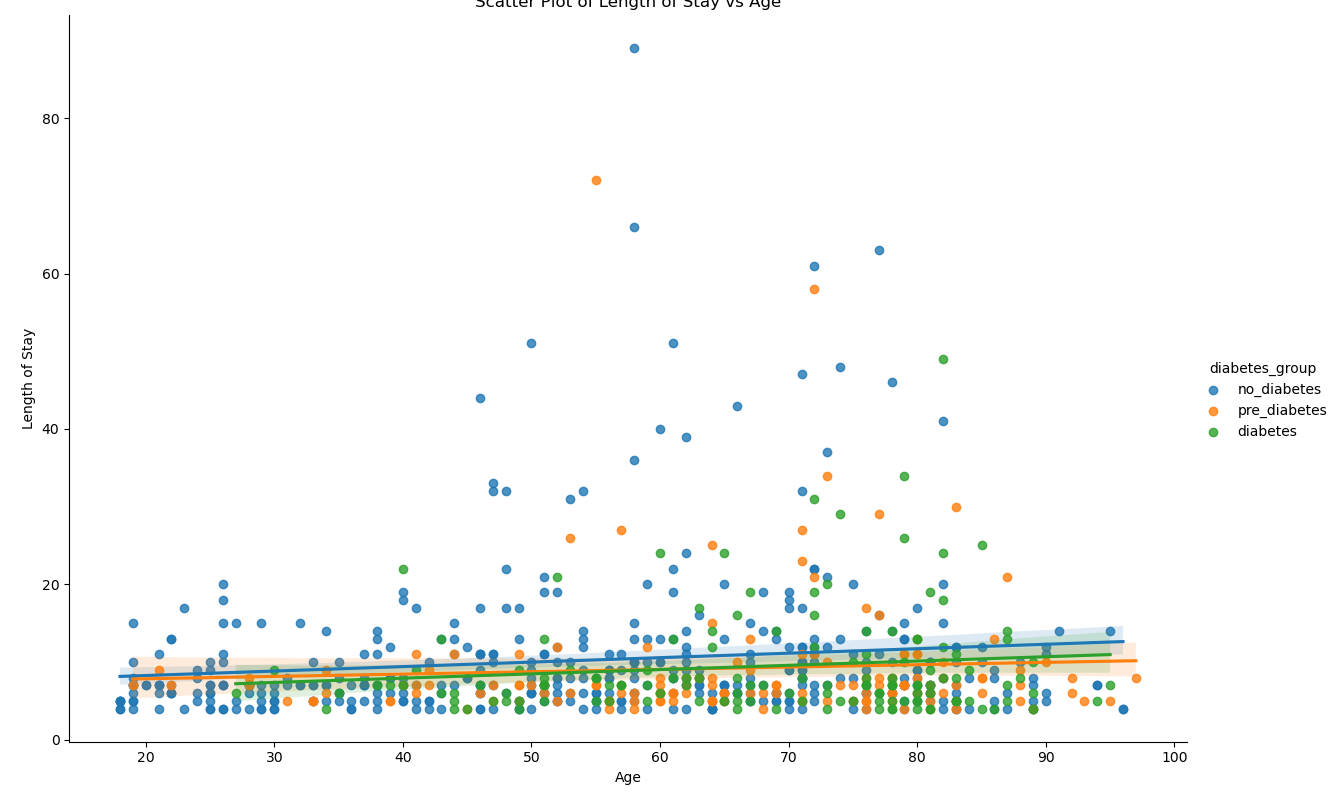 Scatter Plot of Length of Stay vs Age
80
60
40
20
0
Length of Stay
20 30 40 50 60 70 80 90 100
Age
diabetes_group
no_diabetes
pre_diabetes
diabetes